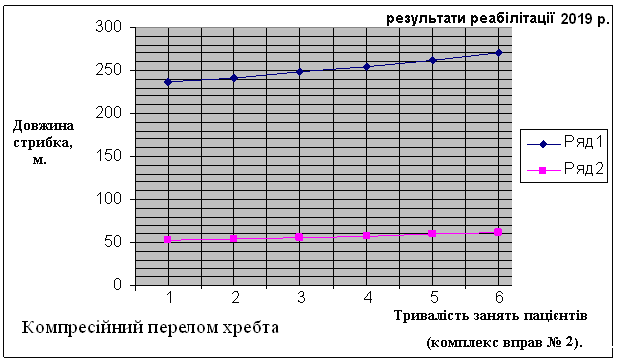 результати реабілітації 2019 р.
300
250
200
150
100
50
0
Довжина
стрибка,
м.
1 2 3 4 5 6
Ряд1
Ряд2
Тривалість занять пацієнтів
(комплекс вправ № 2).
Компресійний перелом хребта